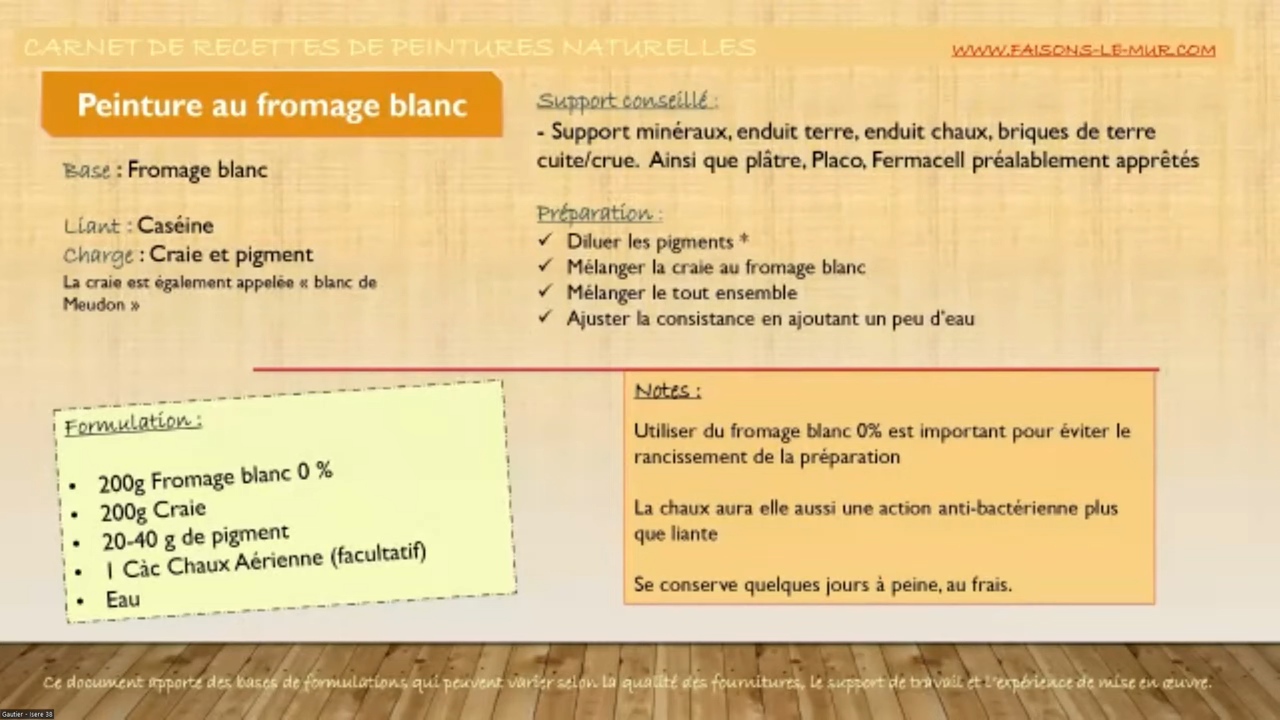 CARNET DE RECETTES DE PEINTURES NATURELLES
WWW.FAISONS-LE-MUR.COM
Peinture au fromage blanc
Base : Fromage blanc
Liant : Caséine
Charge : Craie et pigment
La craie est également appelée « blanc de
Meudon »
Support conseillé :
- Support minéraux, enduit terre, enduit chaux, briques de terre
cuite/crue. Ainsi que plâtre, Placo, Fermacell préalablement apprêtés
Préparation :
✓ Diluer les pigments *
✓ Mélanger la craie au fromage blanc
✓ Mélanger le tout ensemble
✓ Ajuster la consistance en ajoutant un peu d'eau
Formulation :
• 200g Fromage blanc 0 %
• 200g Craie
• 20-40 g de pigment
• 1 Càc Chaux Aérienne (facultatif)
• Eau
Notes :
Utiliser du fromage blanc 0% est important pour éviter le
rancissement de la préparation
La chaux aura elle aussi une action anti-bactérienne plus
que liante
Se conserve quelques jours à peine, au frais.
Ce document apporte des bases de formulations qui peuvent varier selon la qualité des fournitures, le support de travail et l'expérience de mise en œuvre.
Gautier - Isere 38